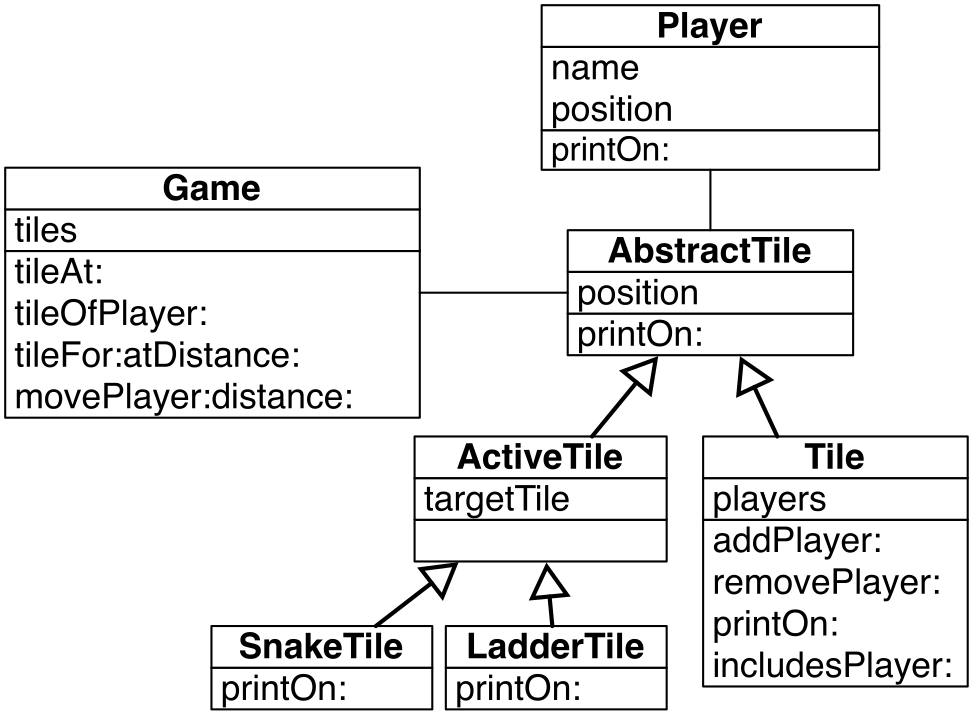 Player
name
position
printOn:
Game
tiles
tileAt:
tileOfPlayer:
tileFor:atDistance:
movePlayer:distance:
AbstractTile
position
printOn:
ActiveTile
targetTile
Tile
players
addPlayer:
removePlayer:
printOn:
includesPlayer:
SnakeTile
printOn:
LadderTile
printOn: